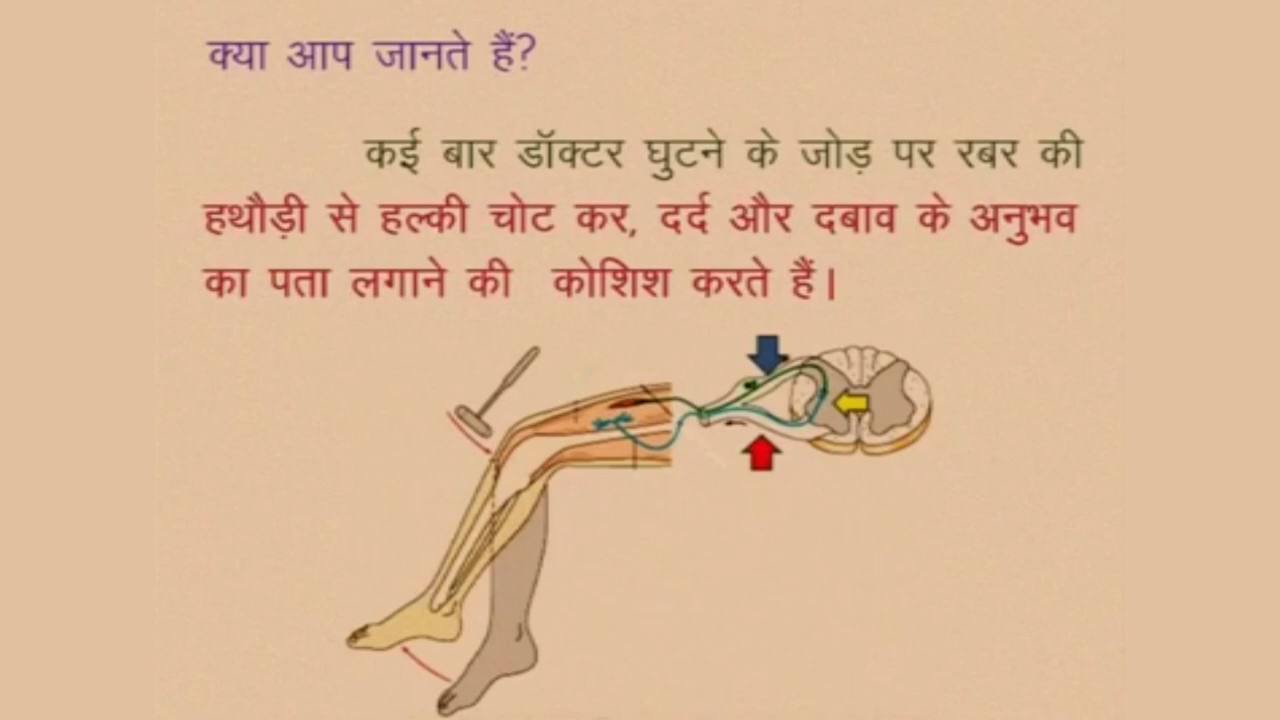 क्या आप जानते हैं?
कई बार डॉक्टर घुटने के जोड़ पर रबर की
हथौड़ी से हल्की चोट कर, दर्द और दबाव के अनुभव
का पता लगाने की कोशिश करते हैं।